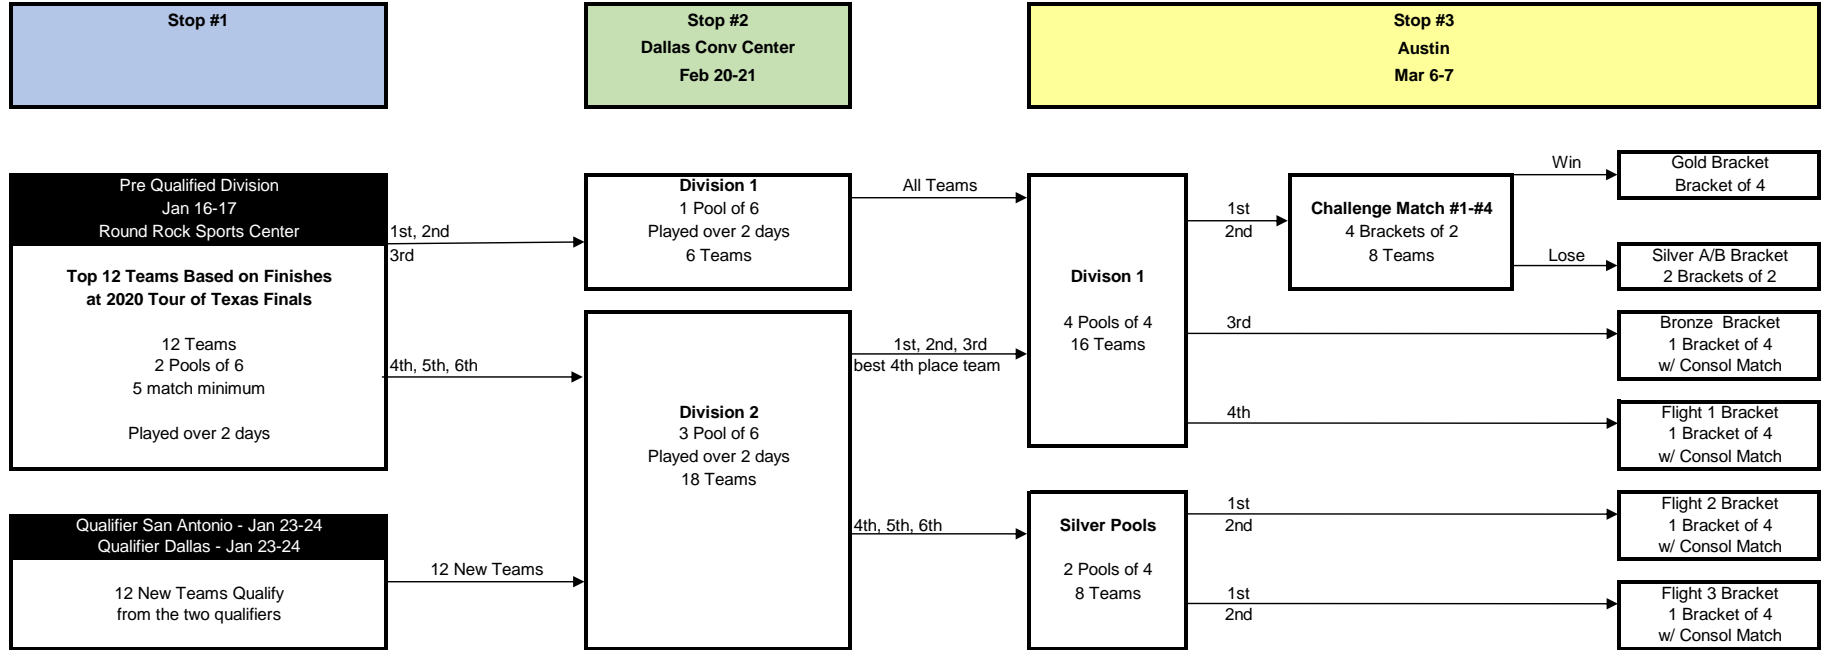 Stop #1
Stop #2
Dallas Conv Center
Feb 20-21
Stop #3
Austin
Mar 6-7
Pre Qualified Division
Jan 16-17
Round Rock Sports Center
Top 12 Teams Based on Finishes
at 2020 Tour of Texas Finals
12 Teams
2 Pools of 6
5 match minimum
Played over 2 days
1st, 2nd
3rd
4th, 5th, 6th
Qualifier San Antonio - Jan 23-24
Qualifier Dallas - Jan 23-24
12 New Teams Qualify
from the two qualifiers
12 New Teams
Division 1
1 Pool of 6
Played over 2 days
6 Teams
All Teams
Division 2
3 Pool of 6
Played over 2 days
18 Teams
1st, 2nd, 3rd
best 4th place team
4th, 5th, 6th
Divison 1
4 Pools of 4
16 Teams
1st
2nd
3rd
4th
Challenge Match #1-#4
4 Brackets of 2
8 Teams
Win
Lose
Gold Bracket
Bracket of 4
Silver A/B Bracket
2 Brackets of 2
Bronze  Bracket
1 Bracket of 4
w/ Consol Match
Flight 1 Bracket
1 Bracket of 4
w/ Consol Match
Silver Pools
2 Pools of 4
8 Teams
1st
2nd
1st
2nd
Flight 2 Bracket
1 Bracket of 4
w/ Consol Match
Flight 3 Bracket
1 Bracket of 4
w/ Consol Match